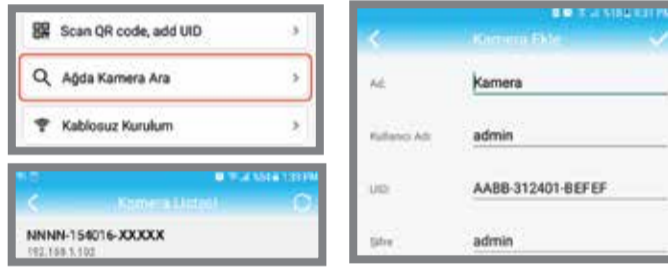 Scan QR code, add UID
Ağda Kamera Ara
Kablosuz Kurulum
Kamera Listesi
NNNN-154016-XXXXX
192.168.1.102
Kamera Ekle
Ad:
Kamera
Kullanıcı Adı:
admin
UID:
AABB-312401-BEFEF
Şifre
admin